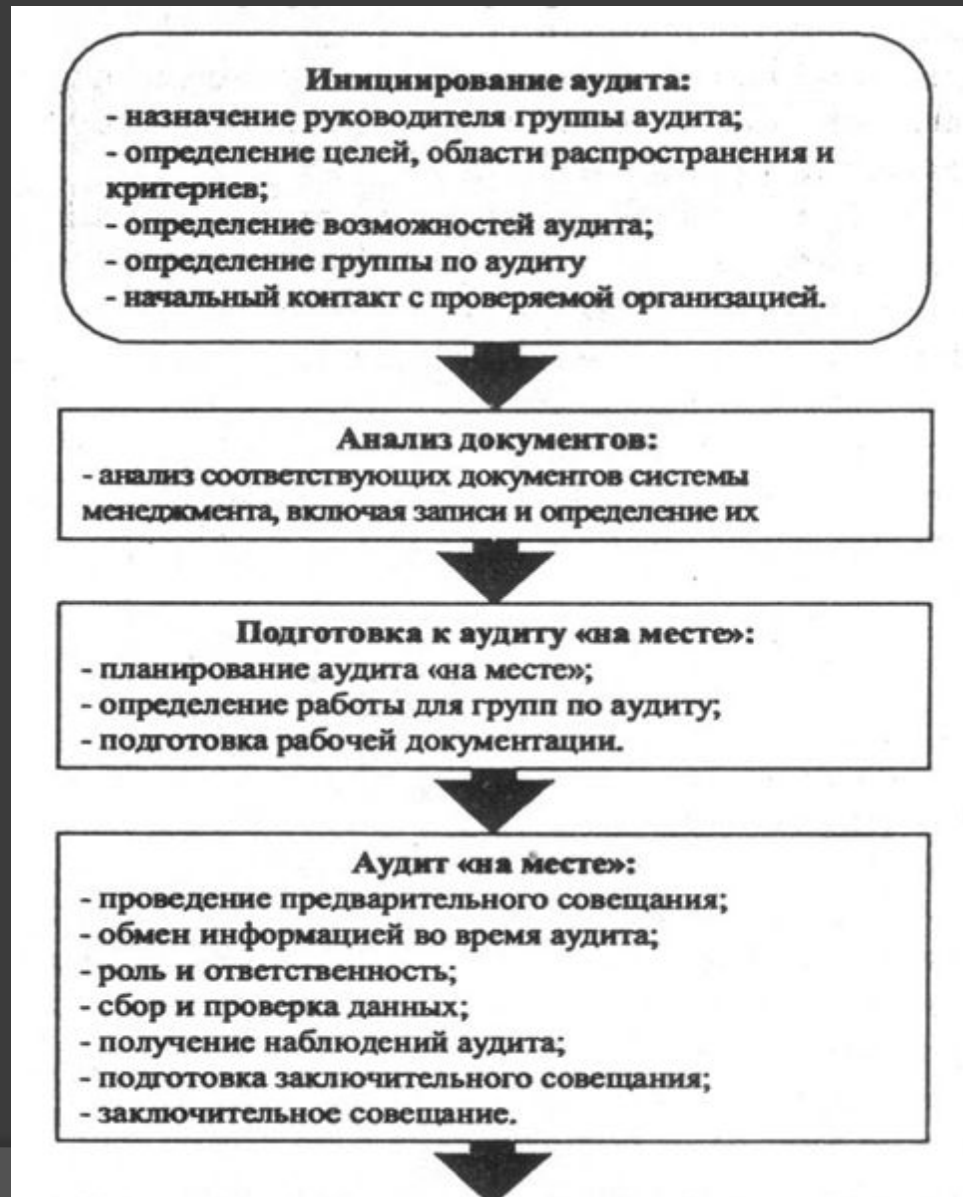 Инициирование аудита:
- назначение руководителя группы аудита;
- определение целей, области распространения и
критериев;
- определение возможностей аудита;
- определение группы по аудиту
- начальный контакт с проверяемой организацией.
Анализ документов:
- анализ соответствующих документов системы
менеджмента, включая записи и определение их
Подготовка к аудиту «на месте»:
- планирование аудита «на месте»;
- определение работы для групп по аудиту;
- подготовка рабочей документации.
Аудит «на месте»:
- проведение предварительного совещания;
- обмен информацией во время аудита;
- роль и ответственность;
- сбор и проверка данных;
- получение наблюдений аудита;
- подготовка заключительного совещания;
- заключительное совещание.